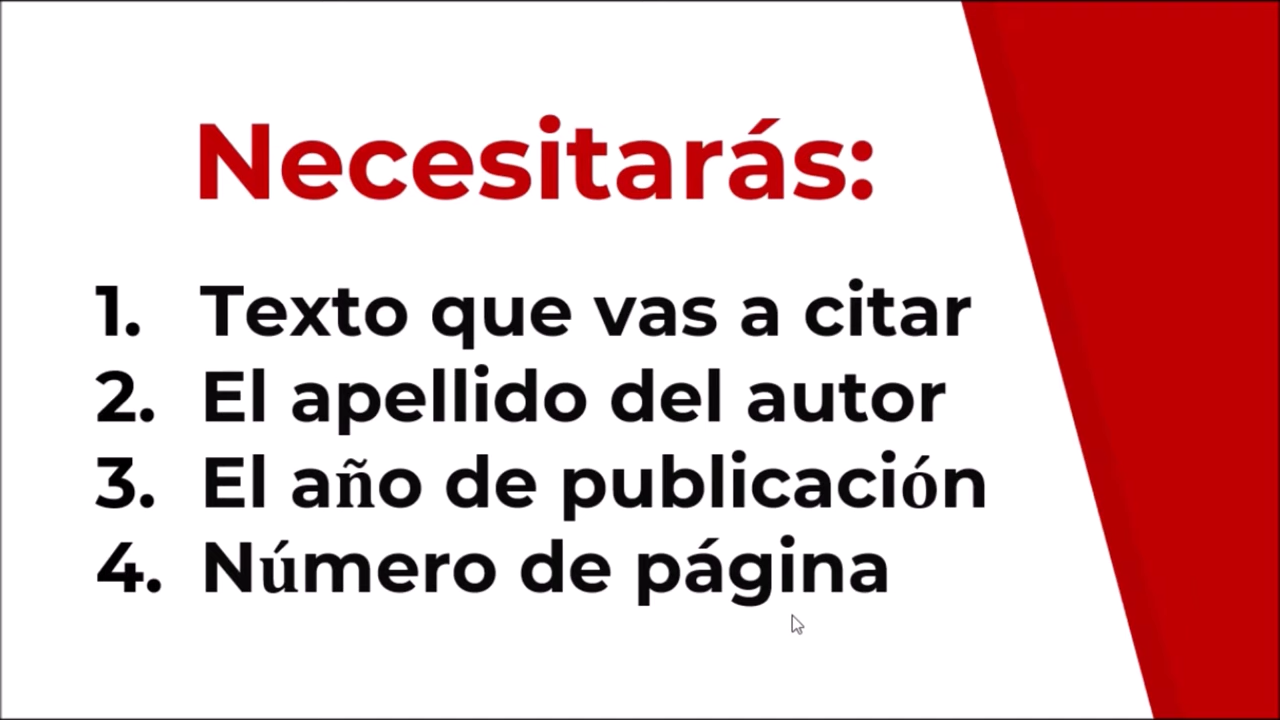 Necesitarás:
1. Texto que vas a citar
2. El apellido del autor
3. El año de publicación
4. Número de página